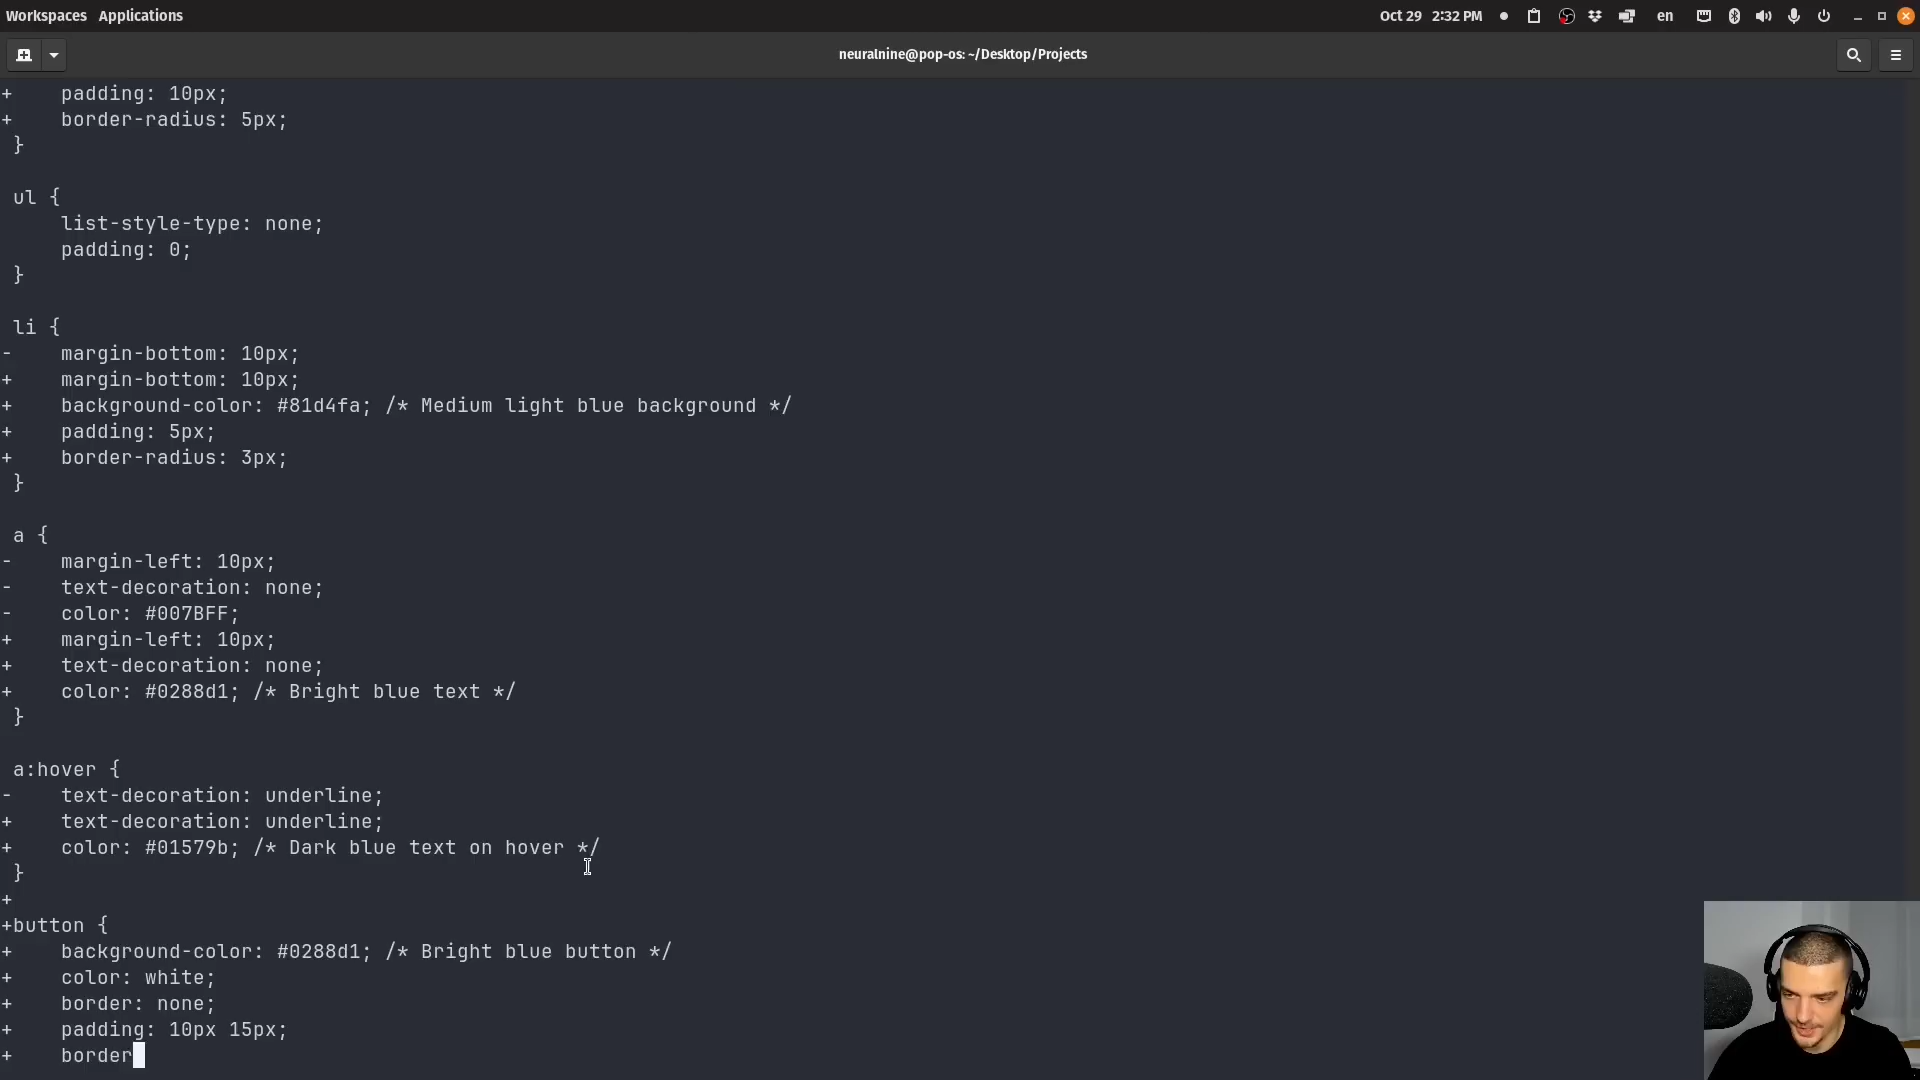 Workspaces Applications
Oct 29 2:32 PM
en
neuralnine@pop-os: ~/Desktop/Projects
+    padding: 10px;
+    border-radius: 5px;
 }
 ul {
     list-style-type: none;
     padding: 0;
 }
 li {
-    margin-bottom: 10px;
+    margin-bottom: 10px;
+    background-color: #81d4fa; /* Medium light blue background */
+    padding: 5px;
+    border-radius: 3px;
 }
 a {
-    margin-left: 10px;
-    text-decoration: none;
-    color: #007BFF;
+    margin-left: 10px;
+    text-decoration: none;
+    color: #0288d1; /* Bright blue text */
 }
 a:hover {
-    text-decoration: underline;
+    text-decoration: underline;
+    color: #01579b; /* Dark blue text on hover */
 }
+
+button {
+    background-color: #0288d1; /* Bright blue button */
+    color: white;
+    border: none;
+    padding: 10px 15px;
+    border